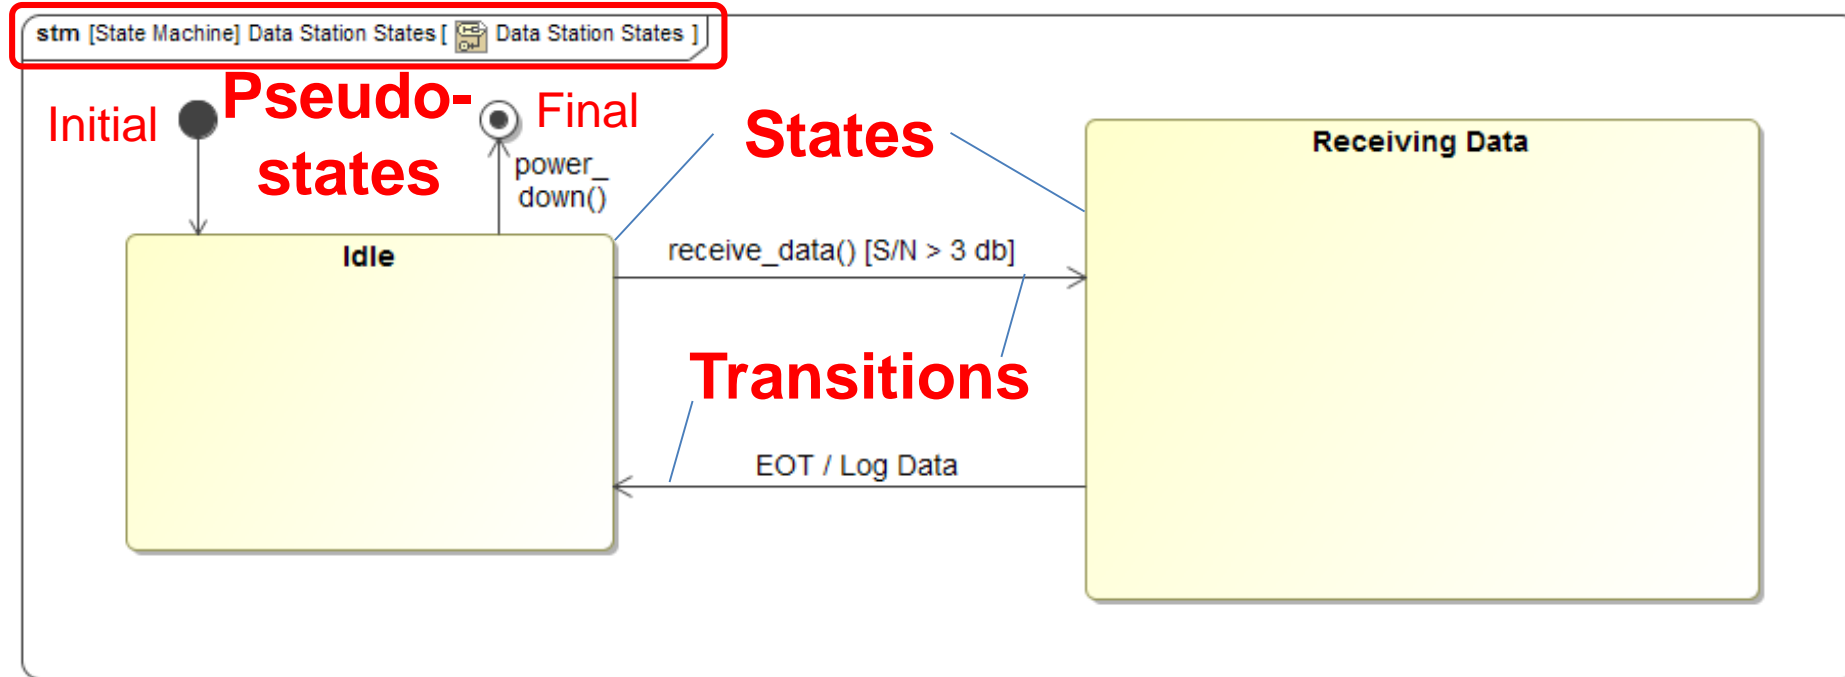 stm [State Machine] Data Station States [ Data Station States ]
Initial
Pseudo-
states
Final
power_
down()
States
Receiving Data
Idle
receive_data() [S/N > 3 db]
Transitions
EOT / Log Data